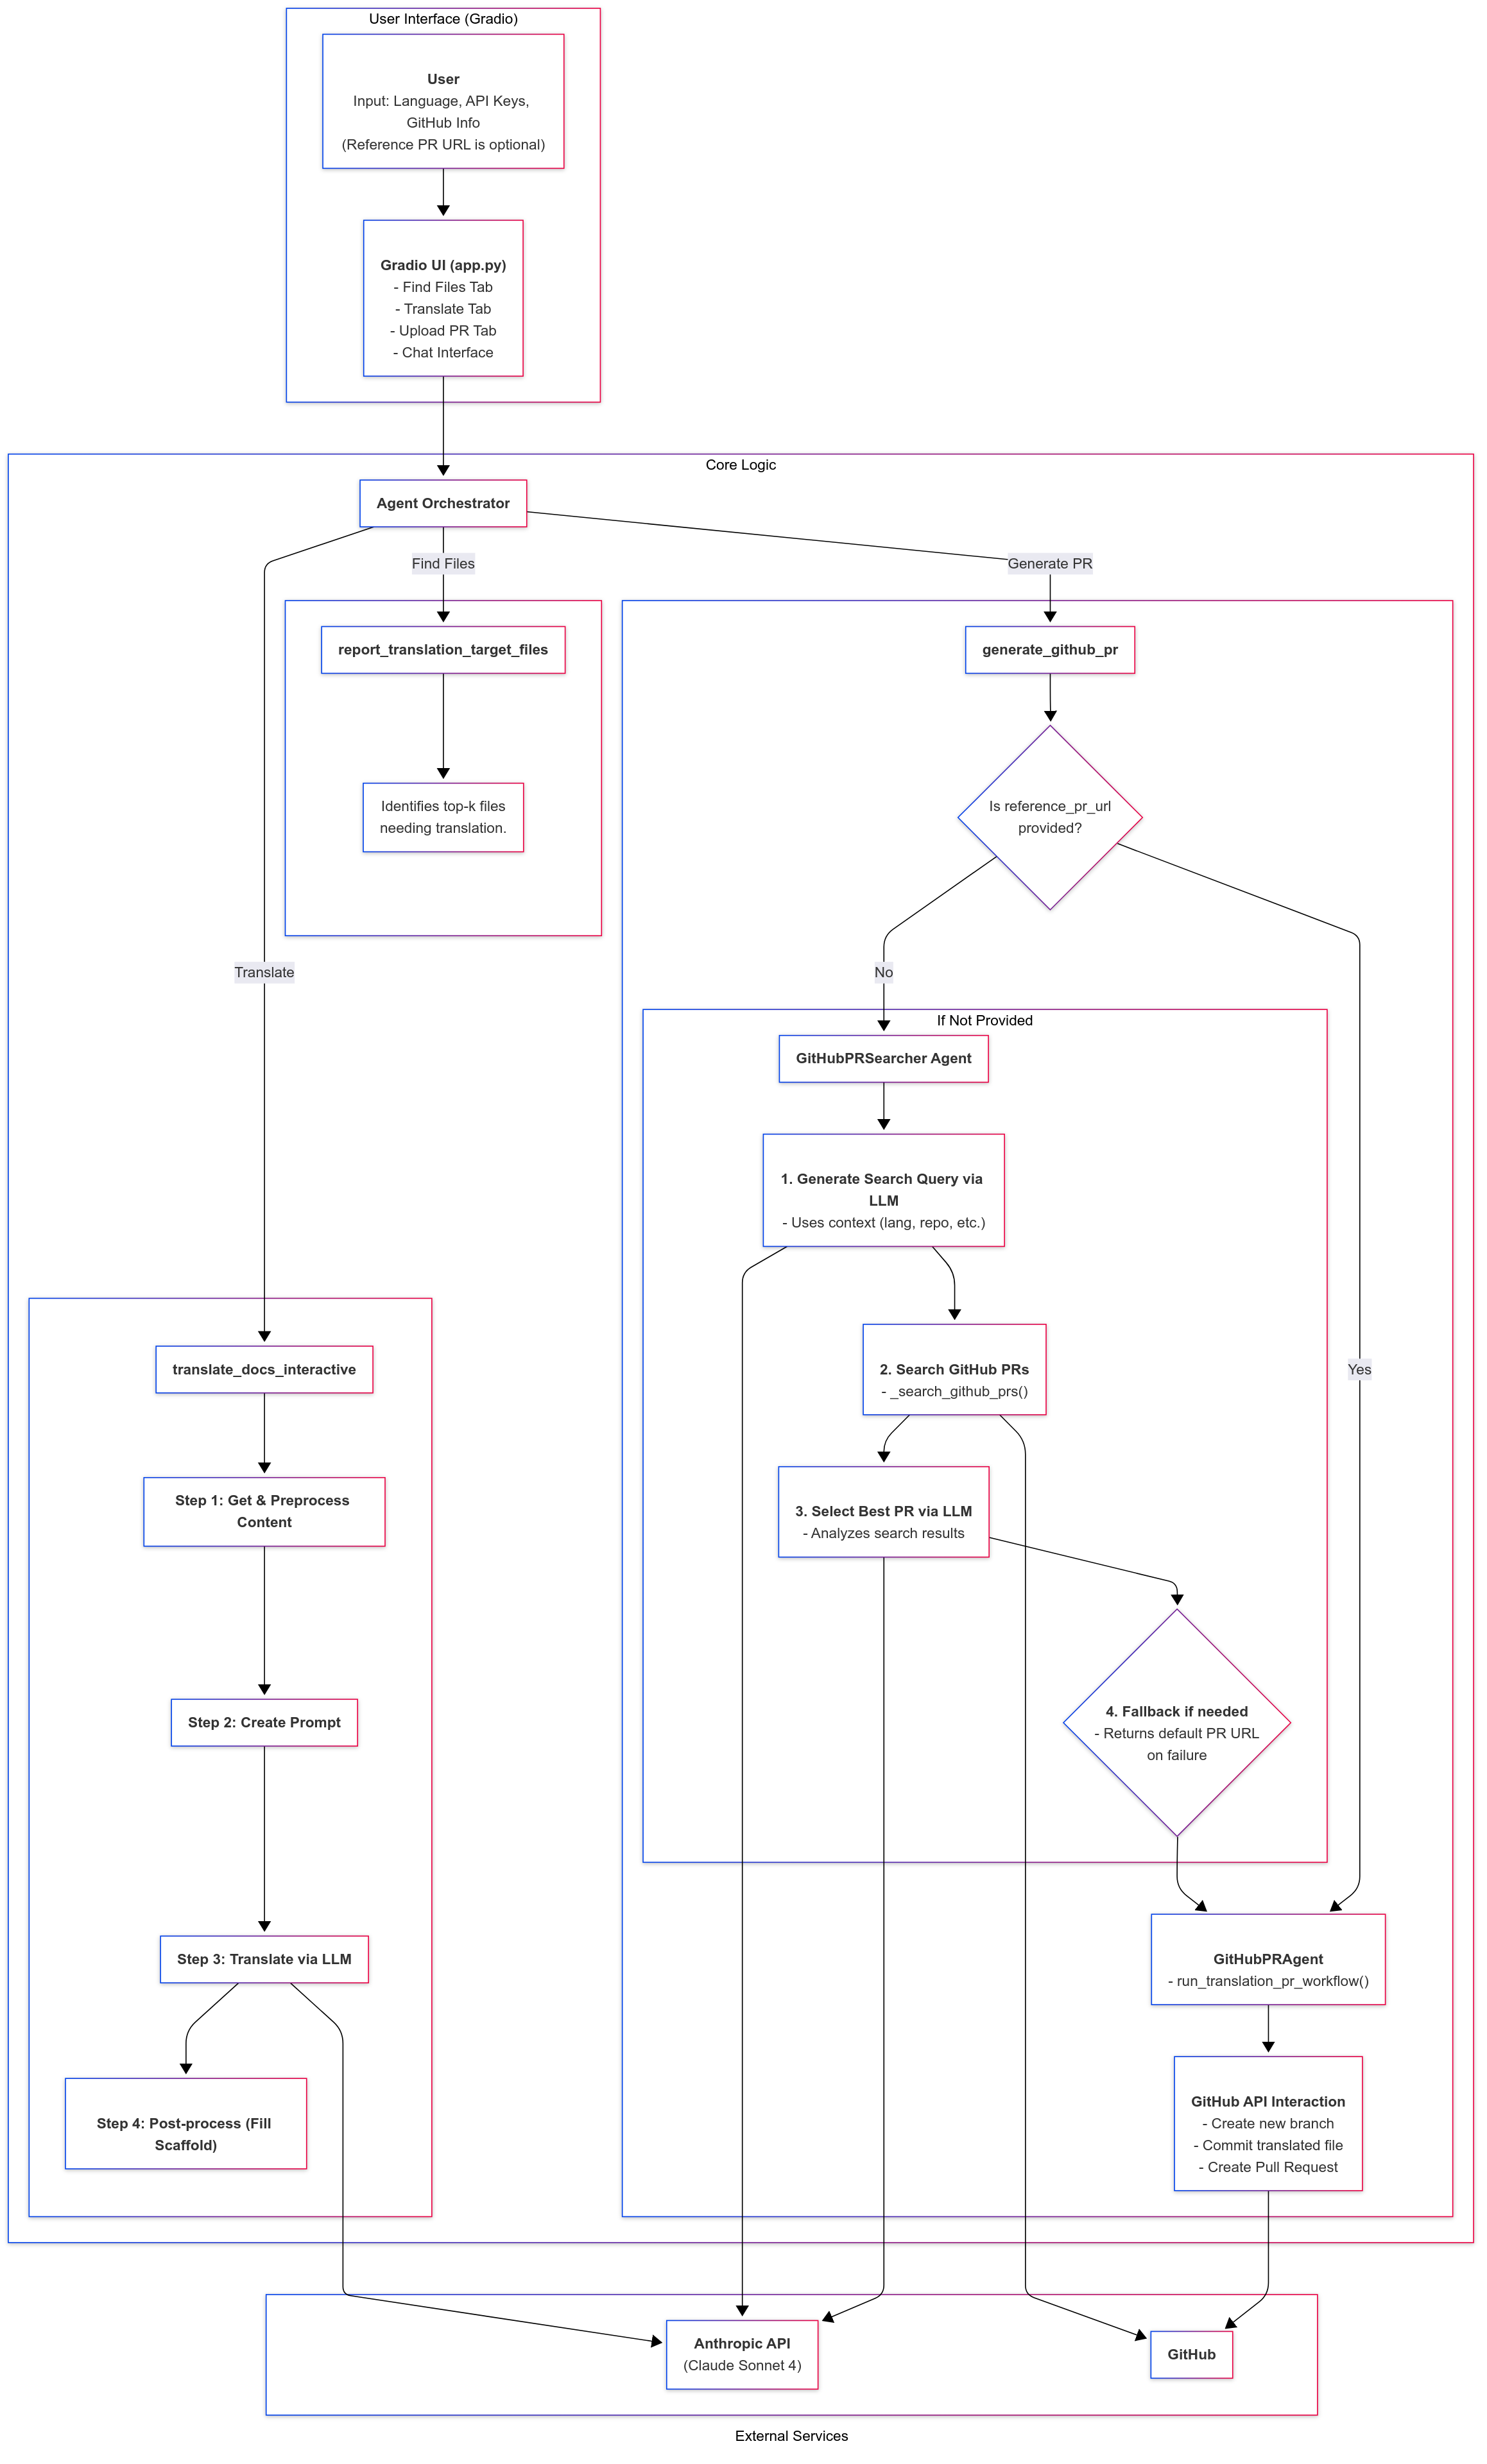 User Interface (Gradio)
User
Input: Language, API Keys,
GitHub Info
(Reference PR URL is optional)
Gradio UI (app.py)
- Find Files Tab
- Translate Tab
- Upload PR Tab
- Chat Interface
Core Logic
Agent Orchestrator
Find Files
Generate PR
report_translation_target_files
generate_github_pr
Identifies top-k files
needing translation.
Is reference_pr_url
provided?
Translate
No
If Not Provided
GitHubPRSearcher Agent
1. Generate Search Query via
LLM
- Uses context (lang, repo, etc.)
2. Search GitHub PRs
- _search_github_prs()
Yes
translate_docs_interactive
Step 1: Get & Preprocess
Content
3. Select Best PR via LLM
- Analyzes search results
Step 2: Create Prompt
4. Fallback if needed
- Returns default PR URL
on failure
Step 3: Translate via LLM
GitHubPRAgent
- run_translation_pr_workflow()
Step 4: Post-process (Fill
Scaffold)
GitHub API Interaction
- Create new branch
- Commit translated file
- Create Pull Request
Anthropic API
(Claude Sonnet 4)
GitHub
External Services